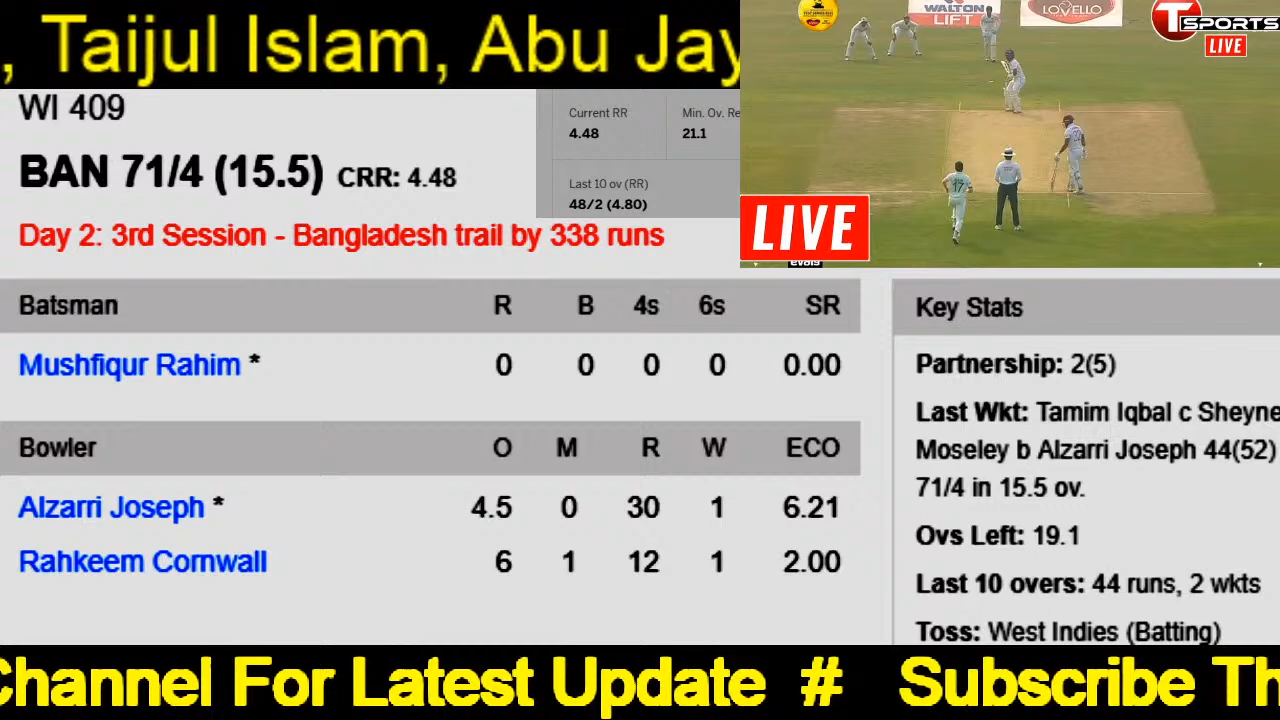 , Taijul Islam, Abu Jay
WI 409
BAN 71/4 (15.5) CRR: 4.48
Day 2: 3rd Session - Bangladesh trail by 338 runs
Current RR
4.48
Min. Ov. Re
21.1
Last 10 ov (RR)
48/2 (4.80)
WALTON
LIFT
LOVELLO
T SPORTS
LIVE
17
LIVE
evaly
Batsman R B 4s 6s SR
Mushfiqur Rahim * 0 0 0 0 0.00
Bowler O M R W ECO
Alzarri Joseph * 4.5 0 30 1 6.21
Rahkeem Cornwall 6 1 12 1 2.00
Key Stats
Partnership: 2(5)
Last Wkt: Tamim Iqbal c Sheyne
Moseley b Alzarri Joseph 44(52)
71/4 in 15.5 ov.
Ovs Left: 19.1
Last 10 overs: 44 runs, 2 wkts
Toss: West Indies (Batting)
Channel For Latest Update # Subscribe Th